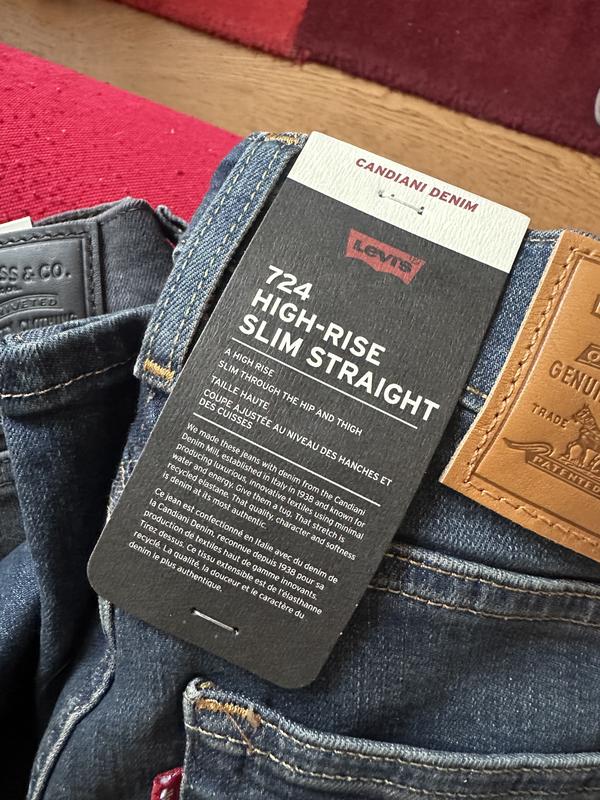 CANDIANI DENIM
Levi's
724
HIGH-RISE
SLIM STRAIGHT
A HIGH RISE
SLIM THROUGH THE HIP AND THIGH
TAILLE HAUTE
COUPE AJUSTÉE AU NIVEAU DES HANCHES ET
DES CUISSES
We made these jeans with denim from the Candiani
Denim Mill, established in Italy in 1938 and known for
producing luxurious, innovative textiles using minimal
water and energy. Give them a tug. That stretch is
recycled elastane. That quality, character and softness
is denim at its most authentic.
Ce jean est confectionné en Italie avec du denim de
la Candiani Denim, reconnue depuis 1938 pour sa
production de textiles haut de gamme innovants.
Tirez dessus. Ce tissu extensible est de l'élasthanne
recyclé. La qualité, la douceur et le caractère du
denim le plus authentique.
SS & CO.
CLOTHING
GENUI
TRADE
PATENTED